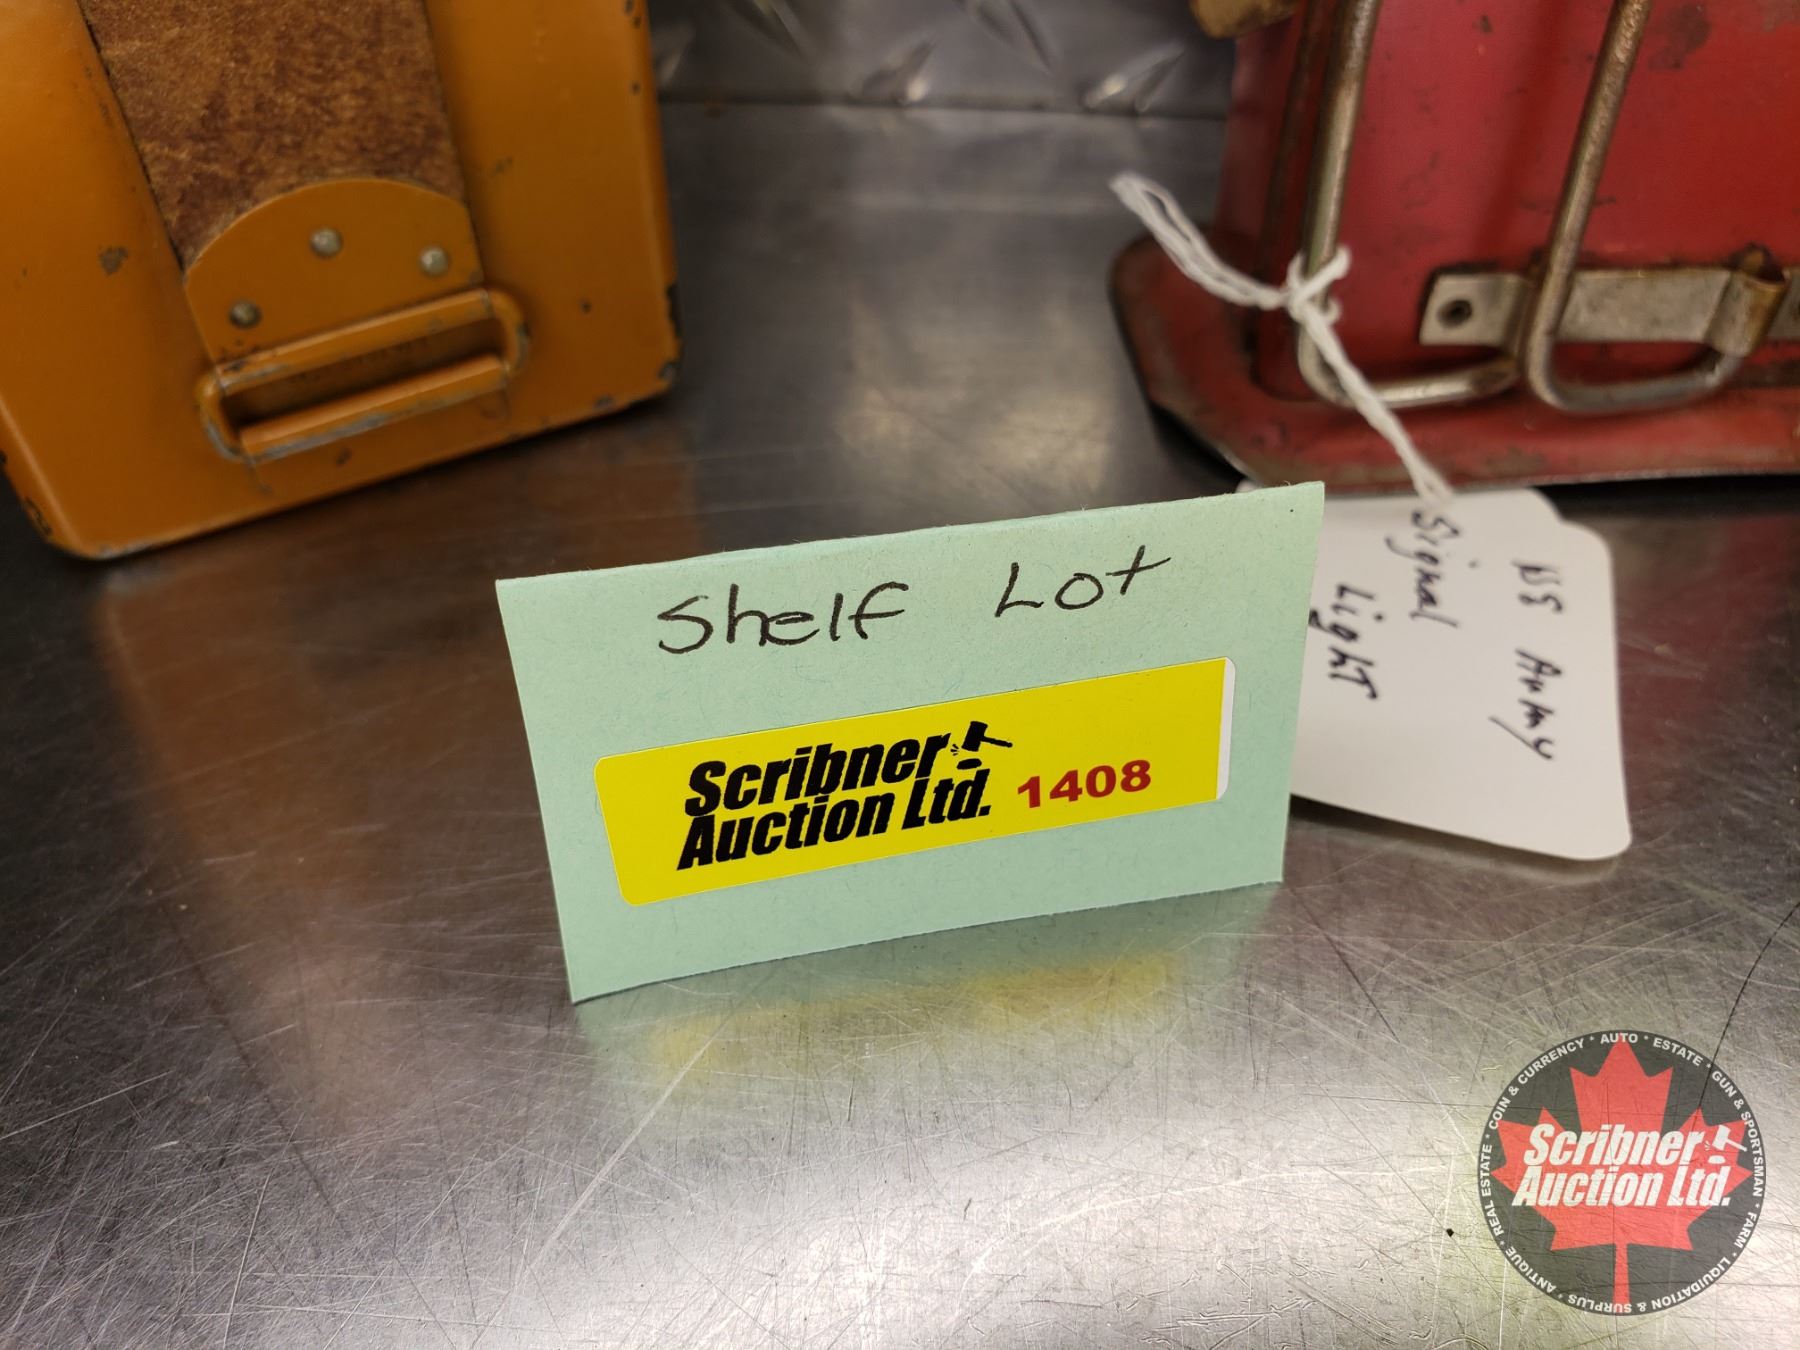 Shelf Lot
Scribner
Auction Ltd. 1408
Army
Signal
Light
REAL ESTATE * COIN & CURRENCY * AUTO * ESTATE * GUN & SPORTSMAN * FARM * LIQUIDATION & SURPLUS * ANTIQUE *
Scribner
Auction Ltd.